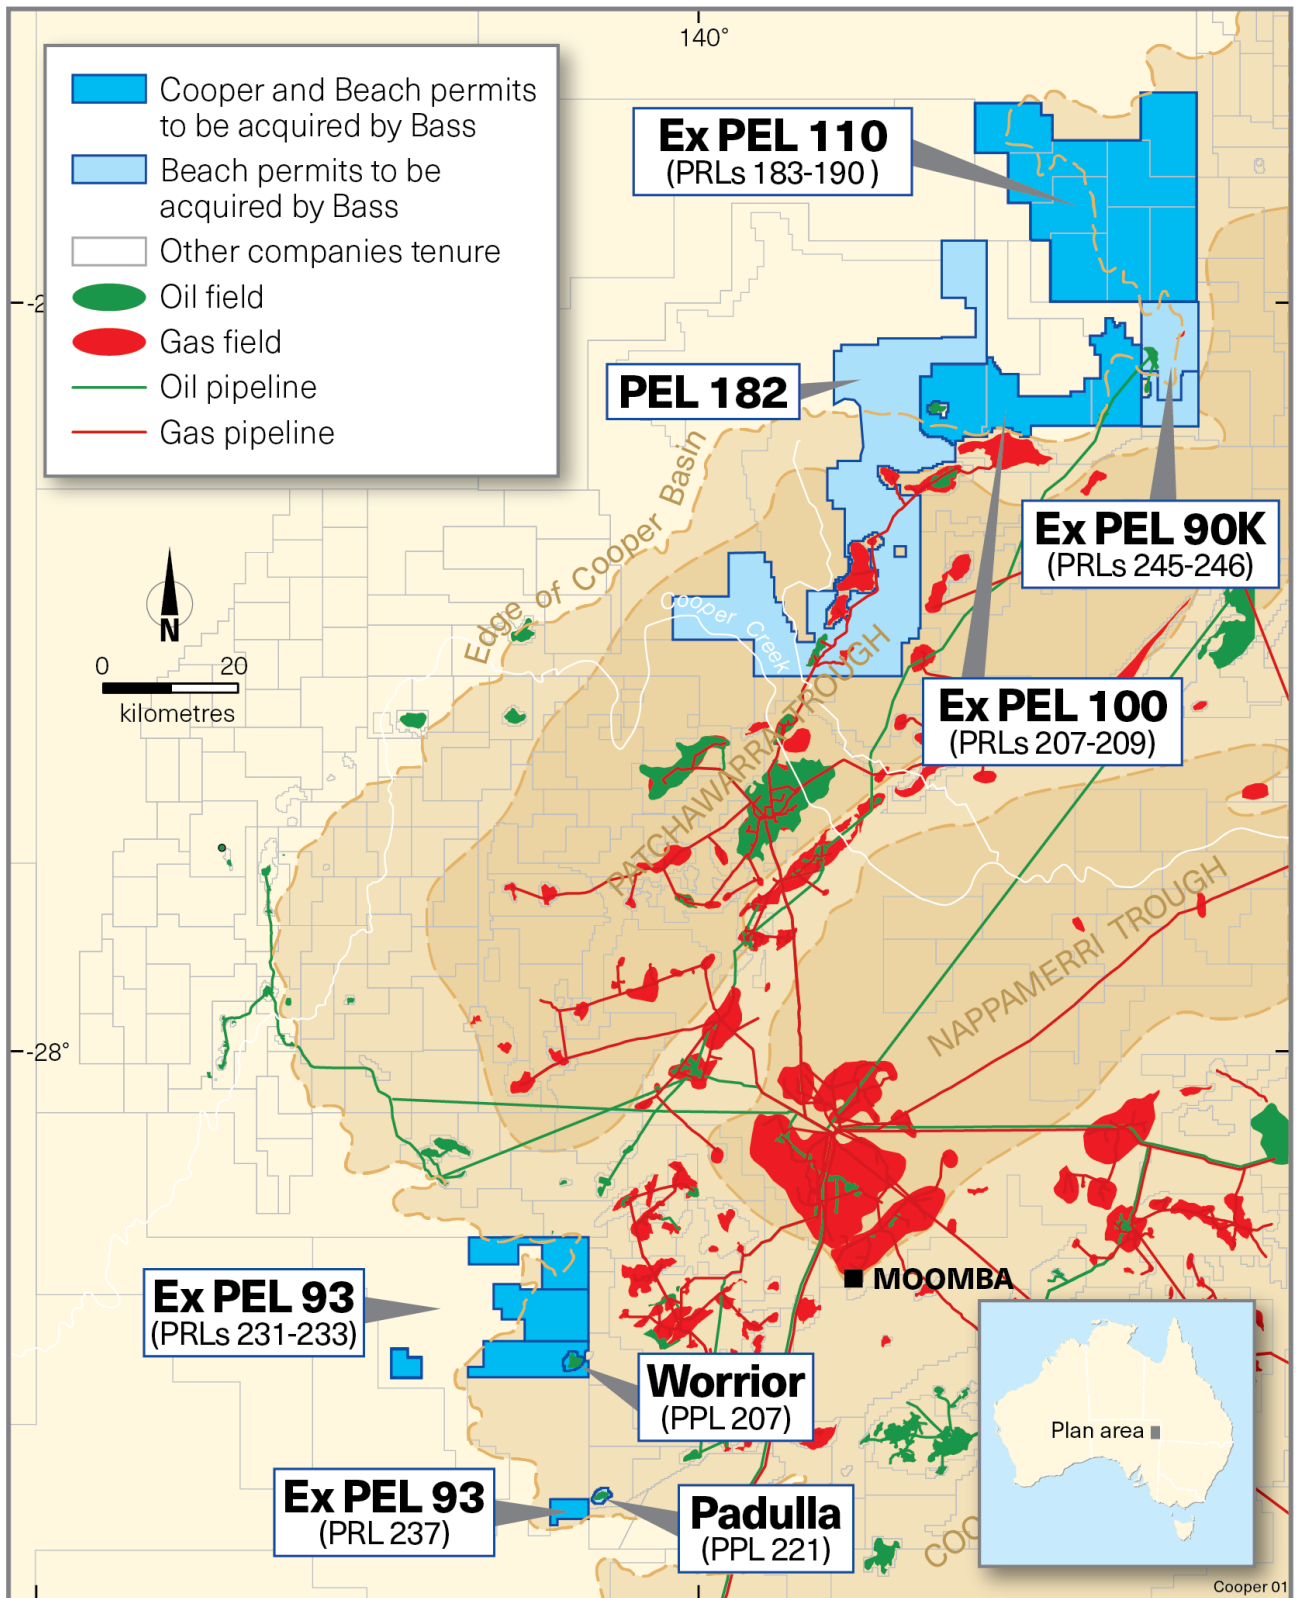 140°
Cooper and Beach permits
to be acquired by Bass
Beach permits to be
acquired by Bass
Other companies tenure
Oil field
Gas field
Oil pipeline
Gas pipeline
Ex PEL 110
(PRLs 183-190 )
-2
PEL 182
Edge of Cooper Basin
Ex PEL 90K
(PRLs 245-246)
Cooper Creek
N
0 20
kilometres
Ex PEL 100
(PRLs 207-209)
PATCHAWARRA TROUGH
NAPPAMERRI TROUGH
-28°
MOOMBA
Ex PEL 93
(PRLs 231-233)
Worrior
(PPL 207)
Plan area
Ex PEL 93
(PRL 237)
Padulla
(PPL 221)
COO
Cooper 01